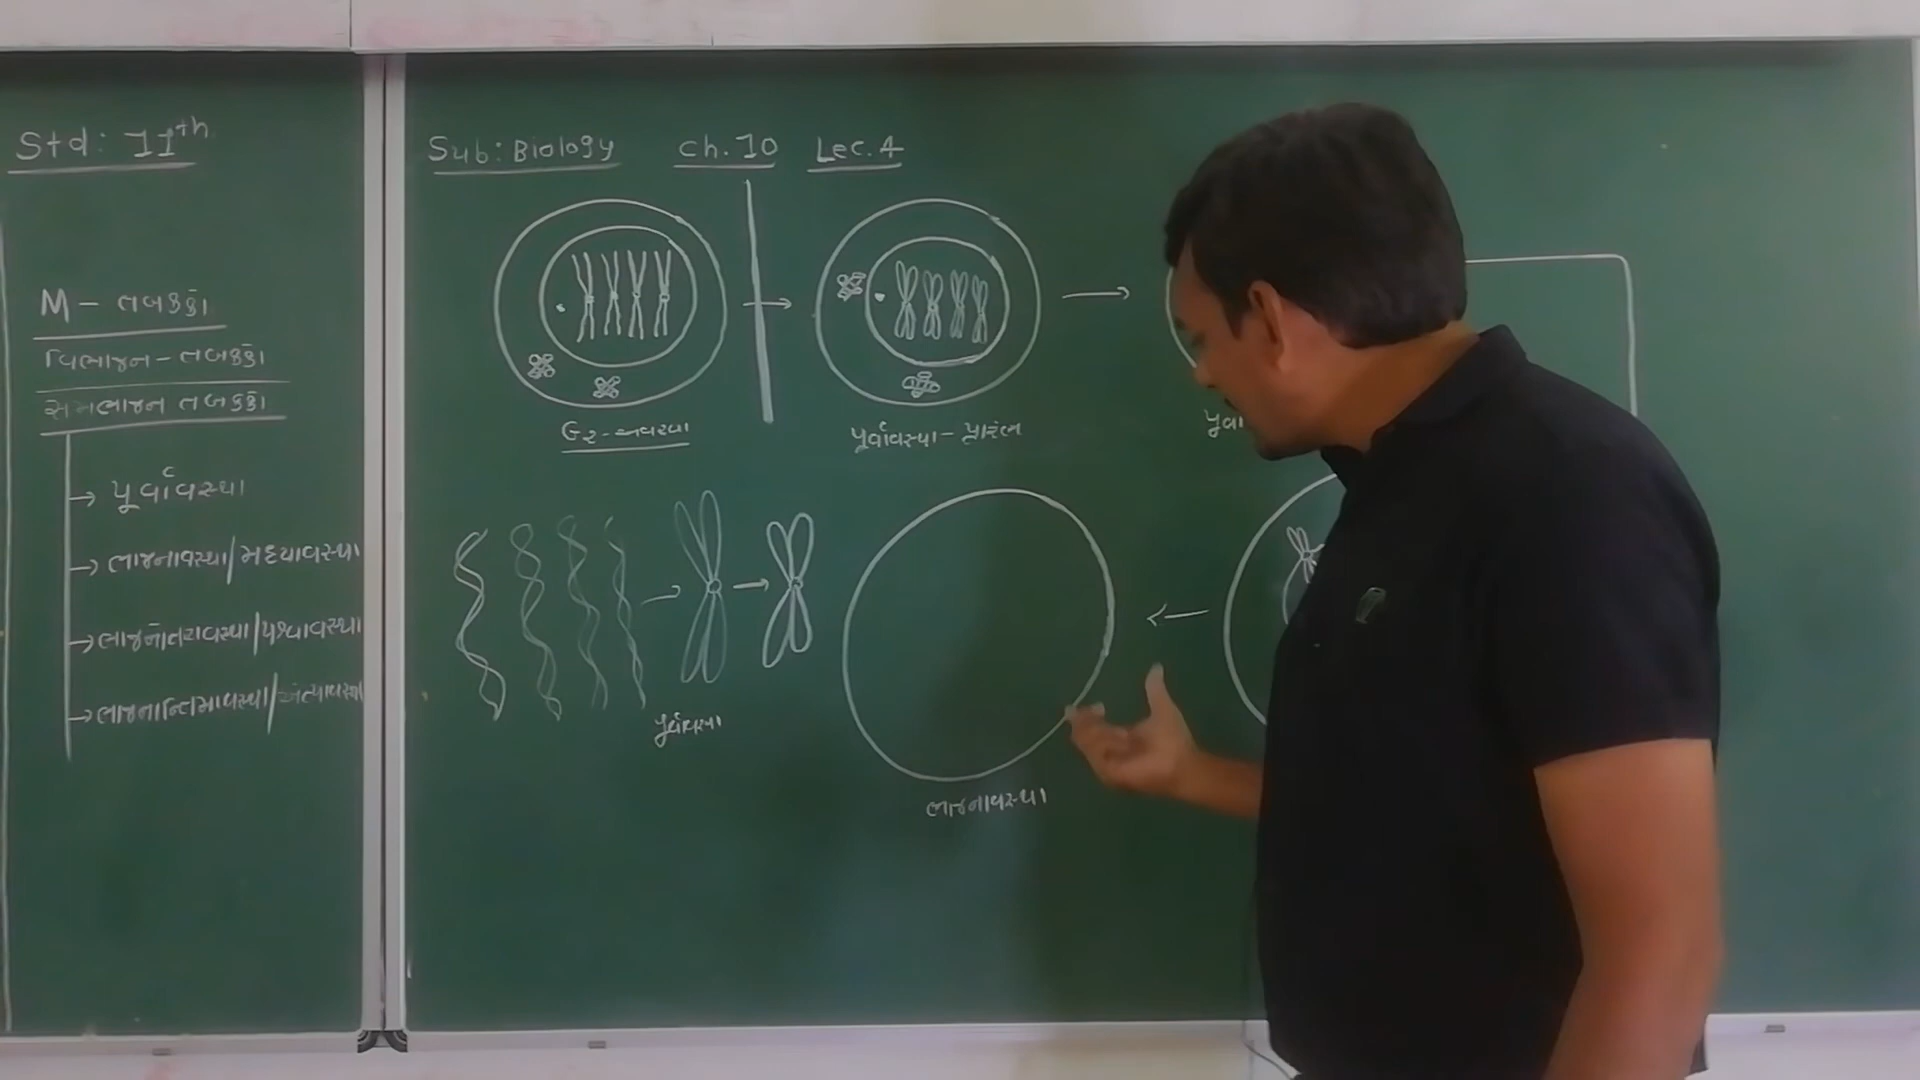 Std: 11th
M - તબક્કો
વિભાજન - તબક્કો
સમભાજન તબક્કો
→ પૂર્વાવસ્થા
→ ભાજનાવસ્થા/મધ્યાવસ્થા
→ ભાજનોત્તરાવસ્થા/પશ્ચાવસ્થા
→ ભાજનાન્તિમાવસ્થા/અંત્યાવસ્થા
Sub: Biology Ch. 10 Lec. 4
G2 - અવસ્થા
પૂર્વાવસ્થા - પ્રારંભ
પૂર્વા
પૂર્વાવસ્થા
ભાજનાવસ્થા